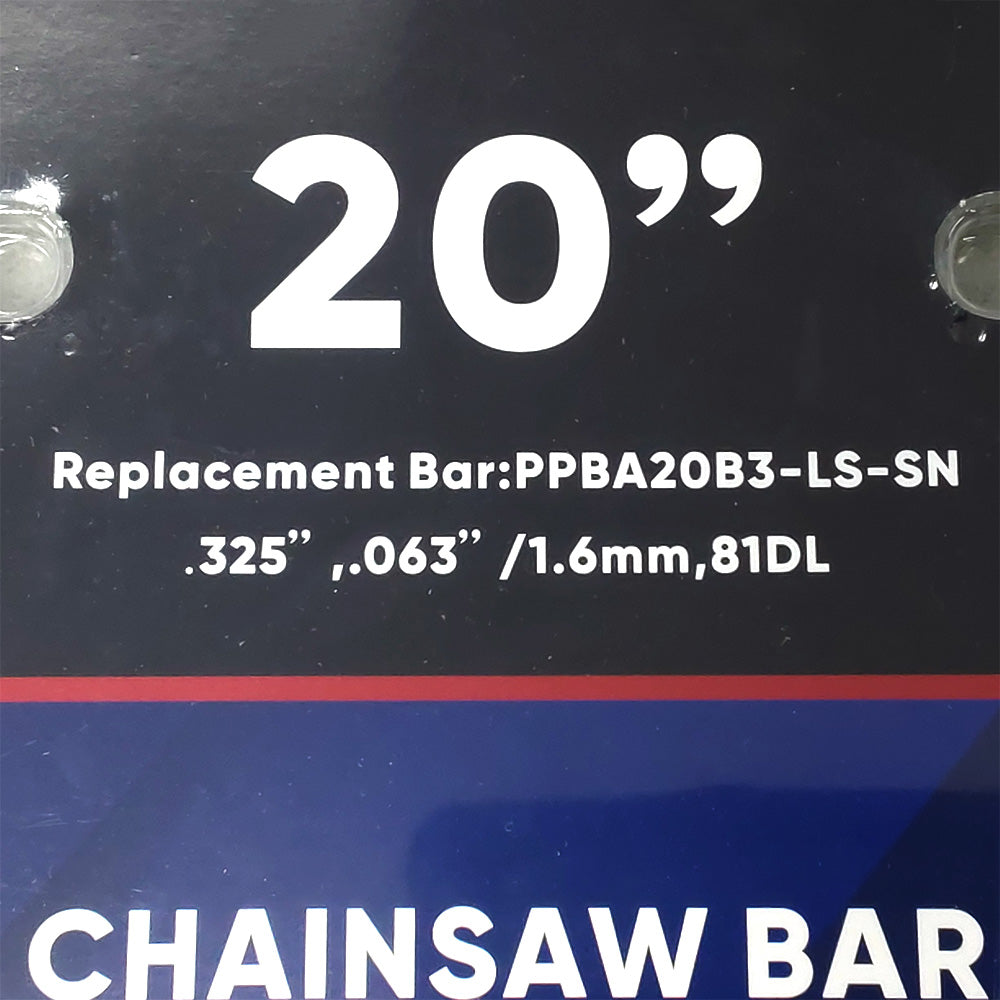 20”
Replacement Bar:PPBA20B3-LS-SN
.325” ,.063” /1.6mm,81DL
CHAINSAW BAR